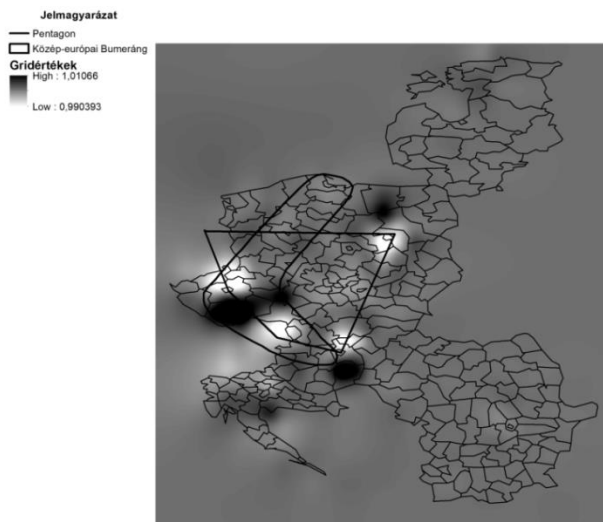 Jelmagyarázat
Pentagon
Közép-európai Bumeráng
Gridértékek
High : 1,01066
Low : 0,990393